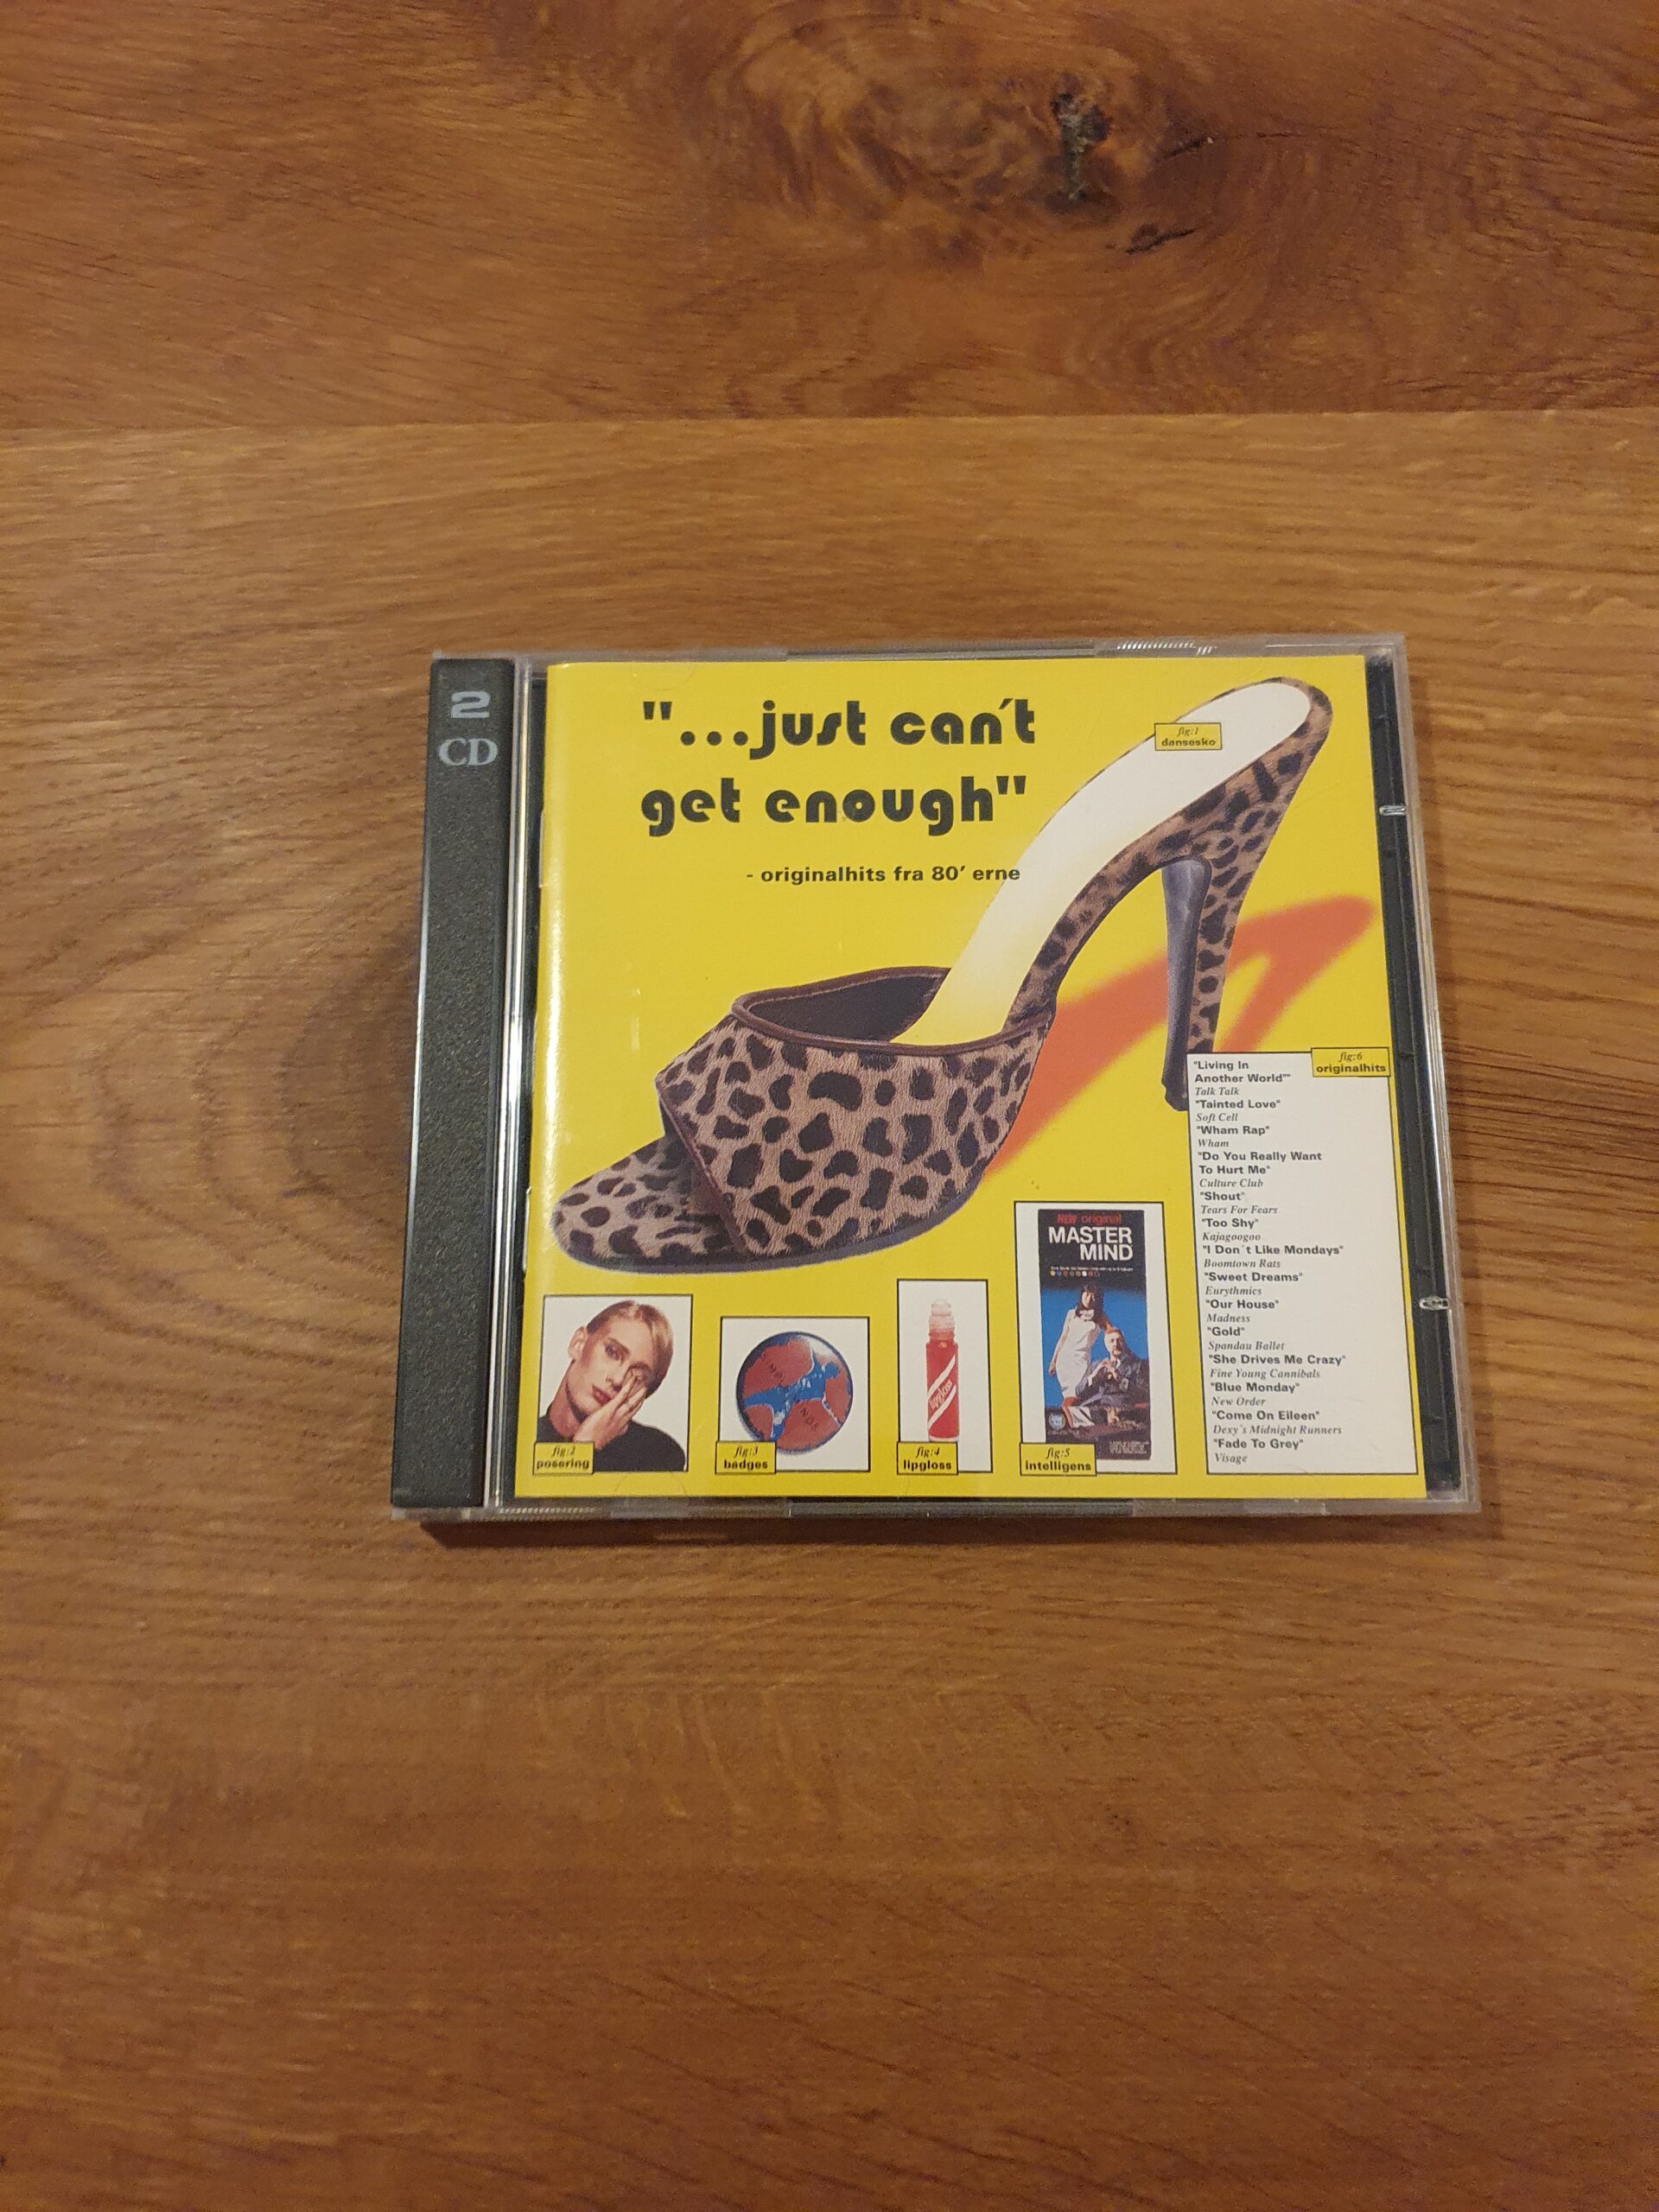 2
CD
"...just can't
get enough"
- originalhits fra 80' erne
fig:1
dansesko
fig:6
originalhits
"Living In
Another World""
Talk Talk
"Tainted Love"
Soft Cell
"Wham Rap"
Wham
"Do You Really Want
To Hurt Me"
Culture Club
"Shout"
Tears For Fears
"Too Shy"
Kajagoogoo
"I Don´t Like Mondays"
Boomtown Rats
"Sweet Dreams"
Eurythmics
"Our House"
Madness
"Gold"
Spandau Ballet
"She Drives Me Crazy"
Fine Young Cannibals
"Blue Monday"
New Order
"Come On Eileen"
Dexy's Midnight Runners
"Fade To Grey"
Visage
NEW original
MASTER
MIND
lipgloss
fig:2
posering
fig:3
badges
fig:4
lipgloss
fig:5
intelligens